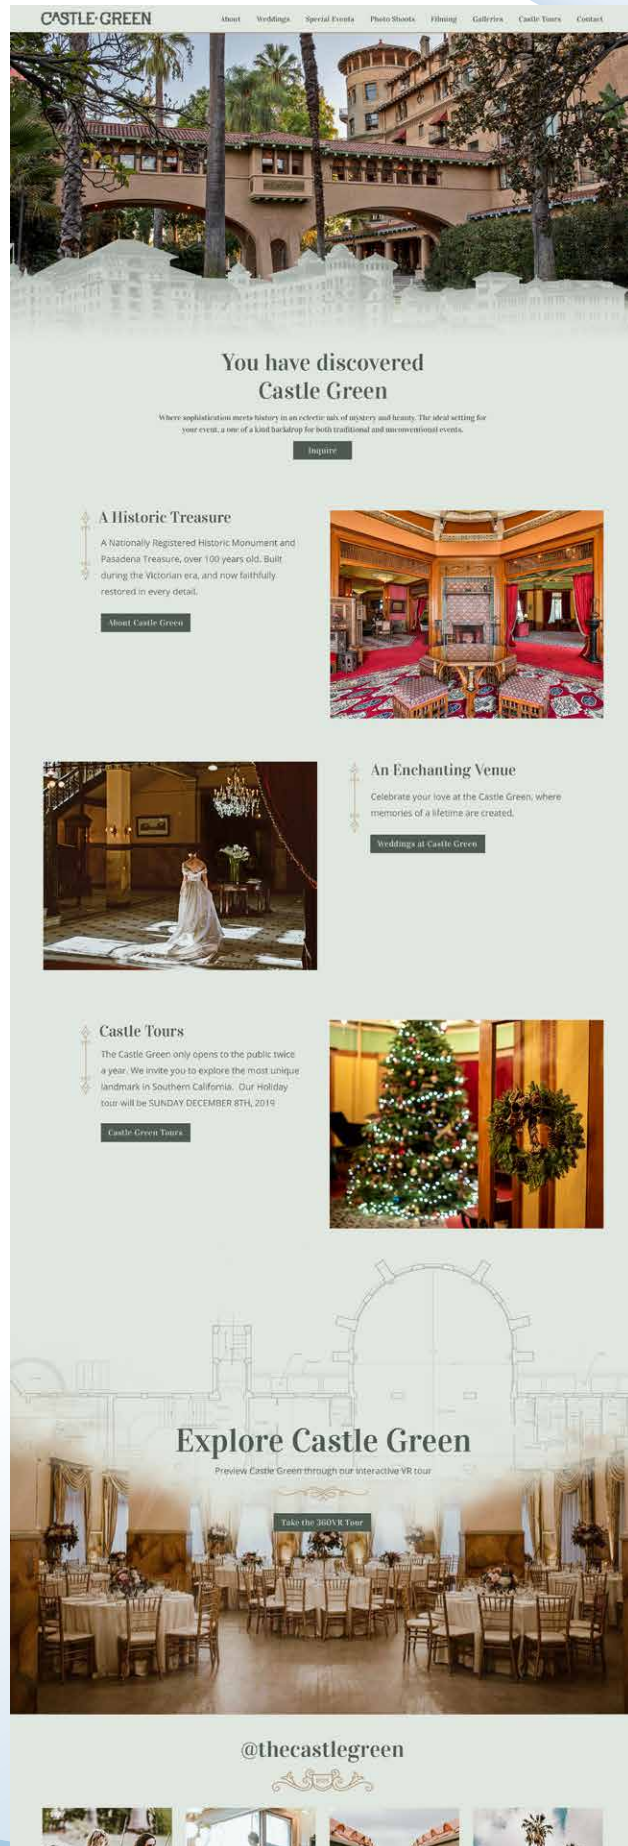 CASTLE·GREEN
About Weddings Special Events Photo Shoots Filming Galleries Castle Tours Contact
You have discovered
Castle Green
Where sophistication meets history in an eclectic mix of mystery and beauty. The ideal setting for
your event, a one of a kind backdrop for both traditional and unconventional events.
Inquire
A Historic Treasure
A Nationally Registered Historic Monument and
Pasadena Treasure, over 100 years old. Built
during the Victorian era, and now faithfully
restored in every detail.
About Castle Green
An Enchanting Venue
Celebrate your love at the Castle Green, where
memories of a lifetime are created.
Weddings at Castle Green
Castle Tours
The Castle Green only opens to the public twice
a year. We invite you to explore the most unique
landmark in Southern California. Our Holiday
tour will be SUNDAY DECEMBER 8TH, 2019
Castle Green Tours
Explore Castle Green
Preview Castle Green through our interactive VR tour
Take the 360VR Tour
@thecastlegreen